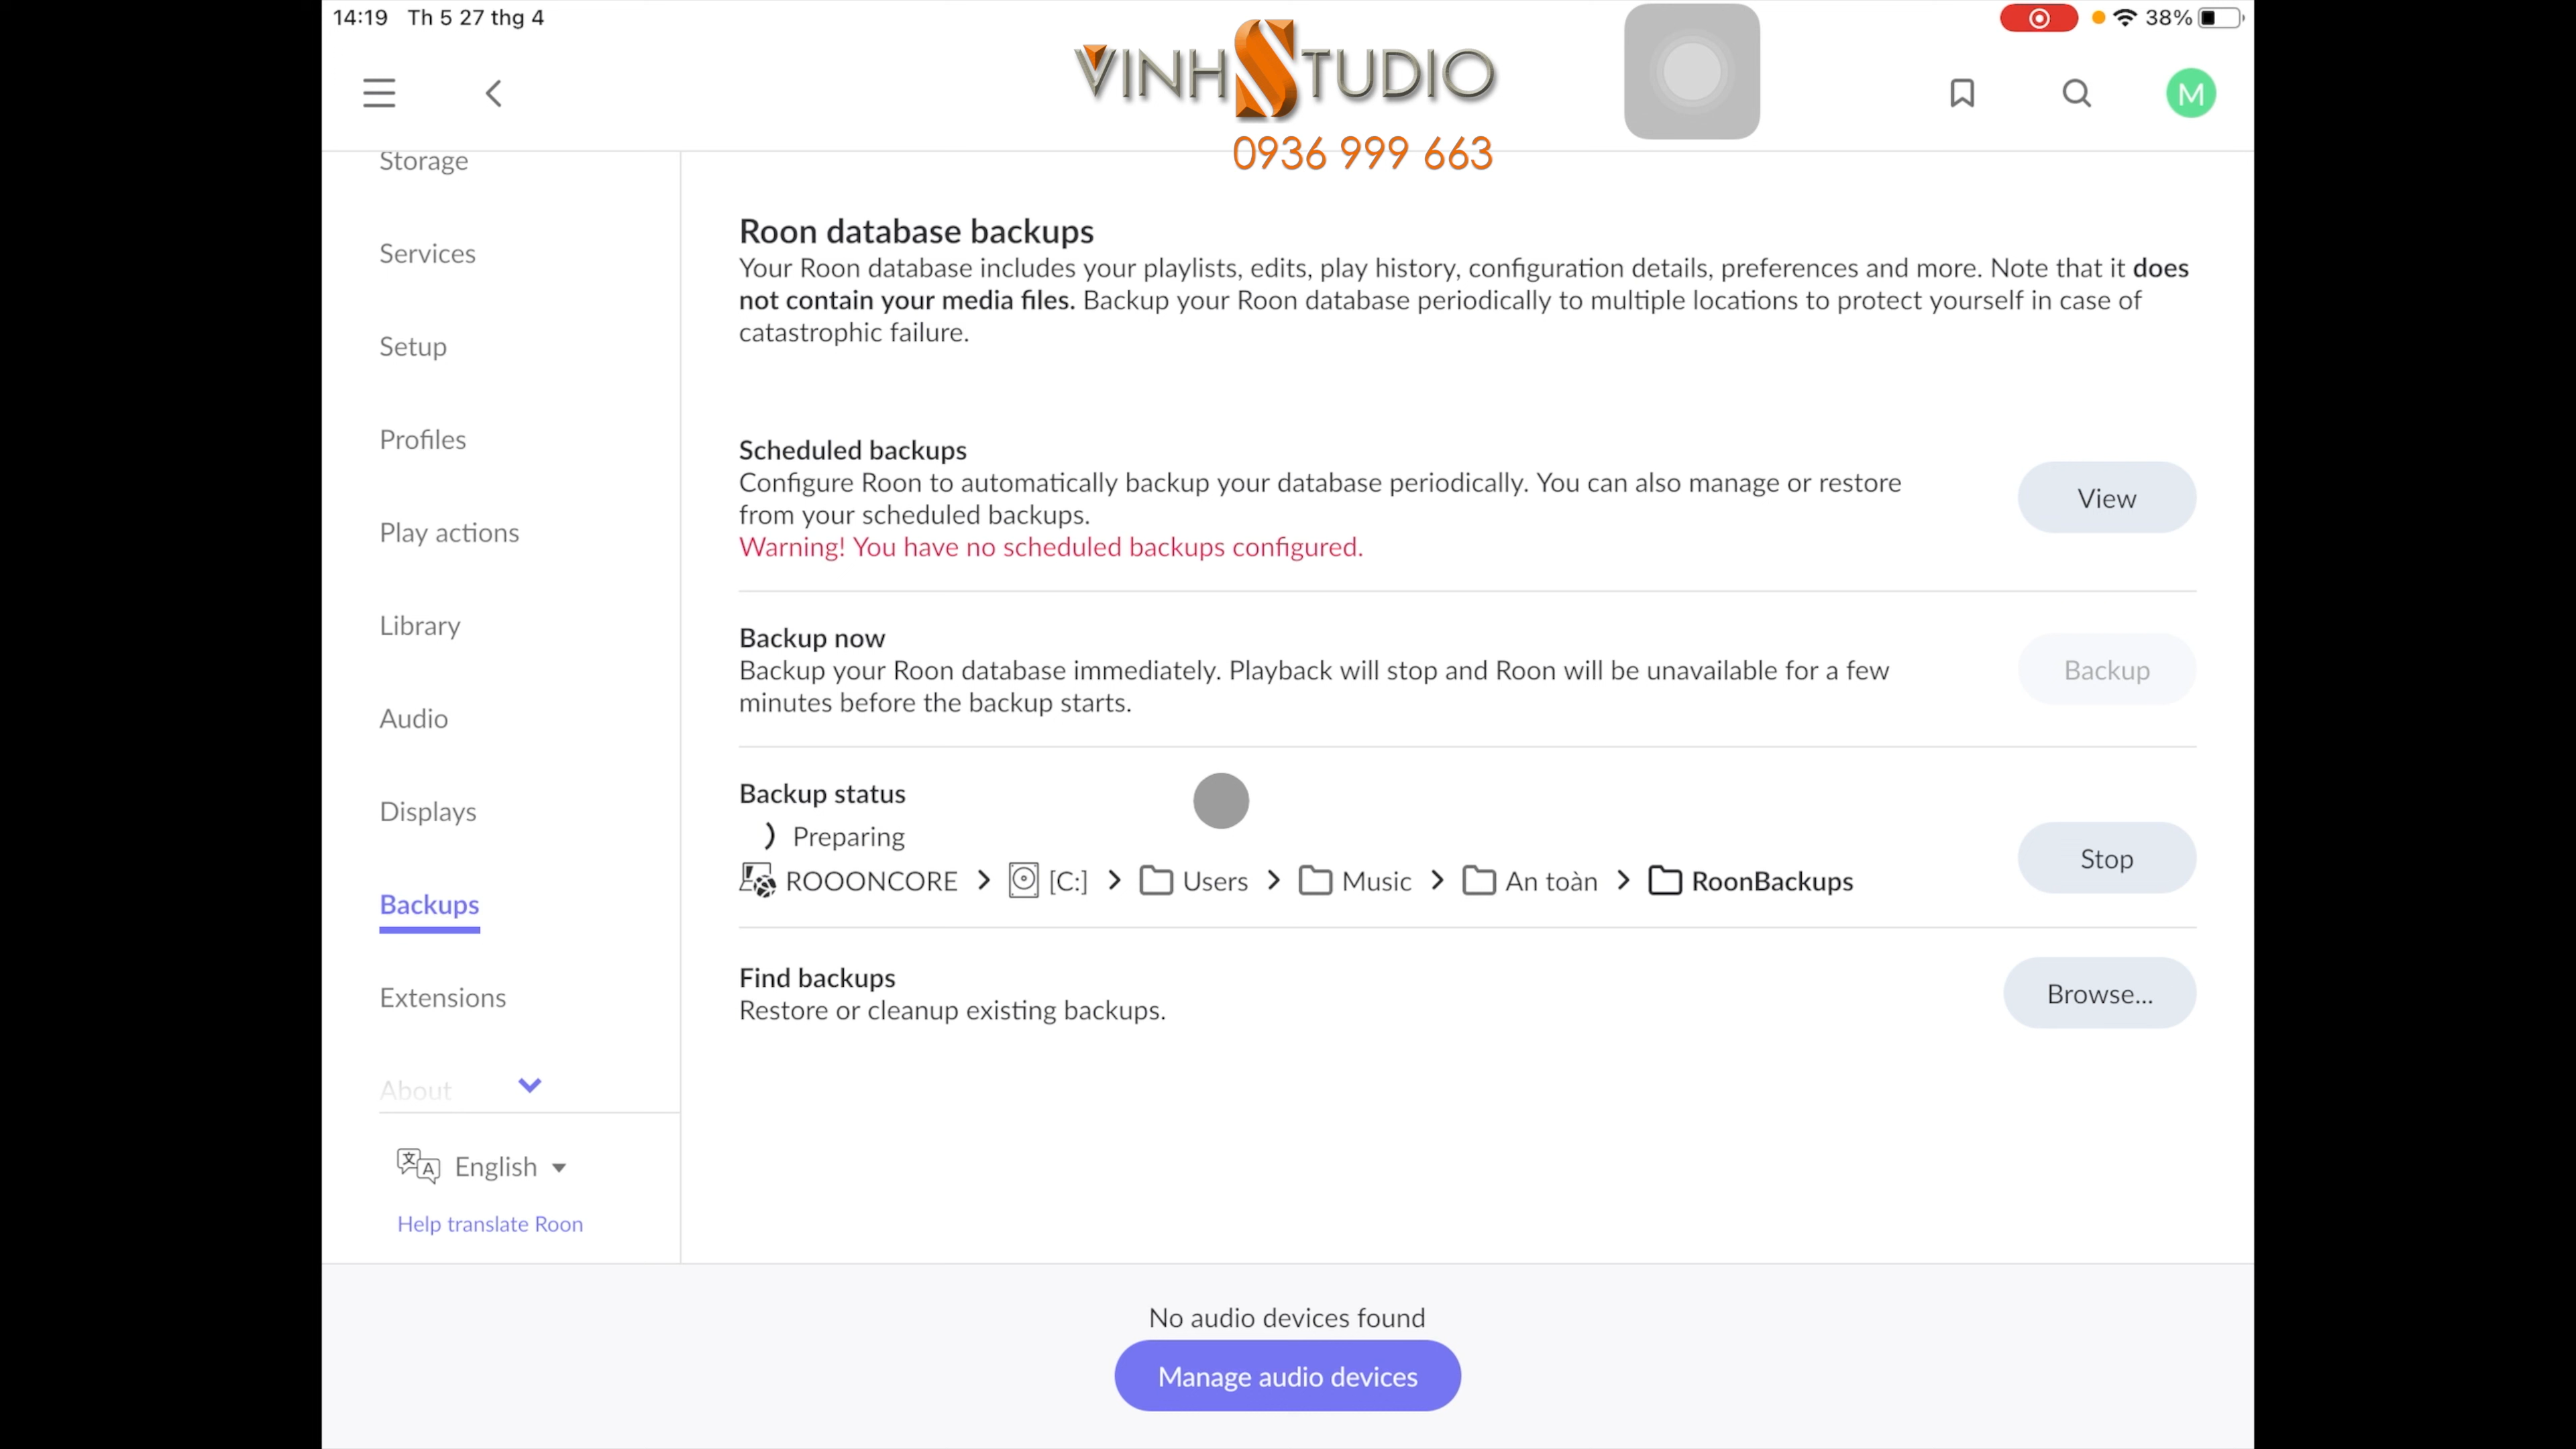 14:19 Th 5 27 thg 4
38%
VINHSTUDIO
0936 999 663
M
Storage
Services
Setup
Profiles
Play actions
Library
Audio
Displays
Backups
Extensions
About
English
Help translate Roon
Roon database backups
Your Roon database includes your playlists, edits, play history, configuration details, preferences and more. Note that it does
not contain your media files. Backup your Roon database periodically to multiple locations to protect yourself in case of
catastrophic failure.
Scheduled backups
Configure Roon to automatically backup your database periodically. You can also manage or restore
from your scheduled backups.
Warning! You have no scheduled backups configured.
View
Backup now
Backup your Roon database immediately. Playback will stop and Roon will be unavailable for a few
minutes before the backup starts.
Backup
Backup status
Preparing
ROOONCORE > [C:] > Users > Music > An toàn > RoonBackups
Stop
Find backups
Restore or cleanup existing backups.
Browse...
No audio devices found
Manage audio devices